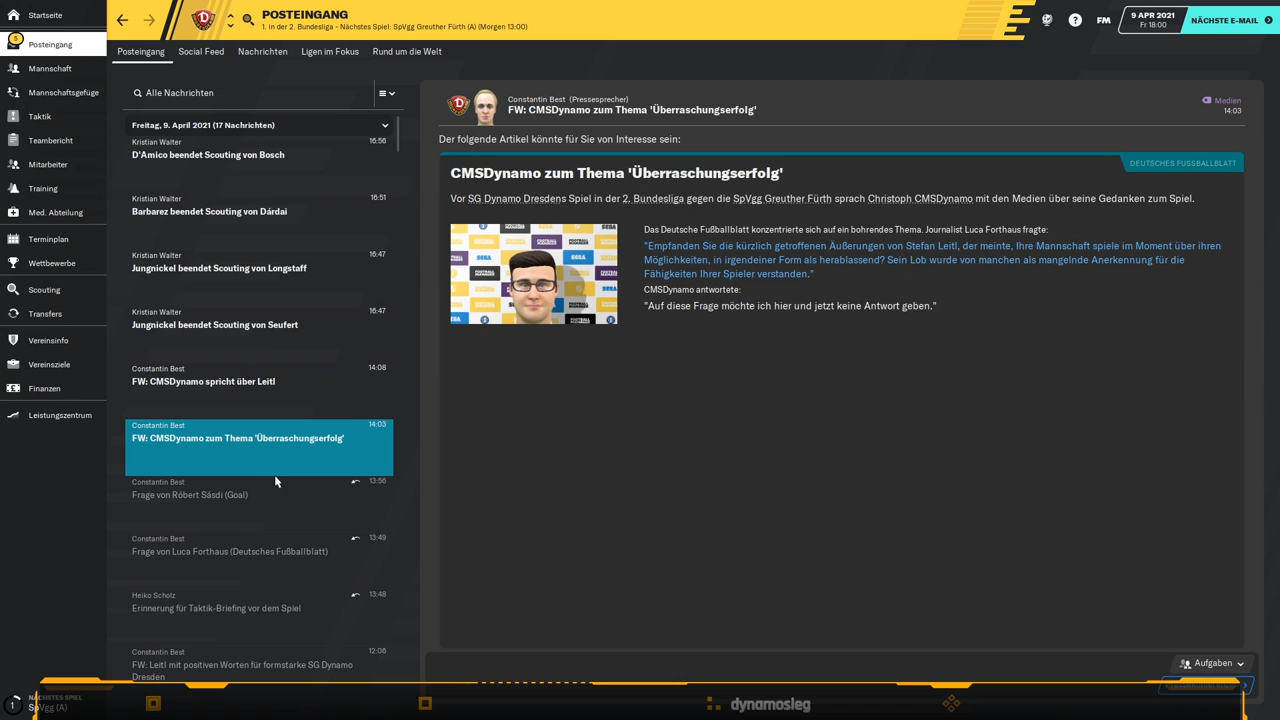 Startseite
5
Posteingang
Mannschaft
Mannschaftsgefüge
Taktik
Teambericht
Mitarbeiter
Training
Med. Abteilung
Terminplan
Wettbewerbe
Scouting
Transfers
Vereinsinfo
Vereinsziele
Finanzen
Leistungszentrum
1
NÄCHSTES SPIEL
SpVgg (A)
D
POSTEINGANG
1. in der 2. Bundesliga - Nächstes Spiel: SpVgg Greuther Fürth (A) (Morgen 13:00)
? FM
9 APR 2021
Fr 18:00
NÄCHSTE E-MAIL
Posteingang Social Feed Nachrichten Ligen im Fokus Rund um die Welt
Alle Nachrichten
Freitag, 9. April 2021 (17 Nachrichten)
Kristian Walter 16:56
D'Amico beendet Scouting von Bosch
Kristian Walter 16:51
Barbarez beendet Scouting von Dárdai
Kristian Walter 16:47
Jungnickel beendet Scouting von Longstaff
Kristian Walter 16:47
Jungnickel beendet Scouting von Seufert
Constantin Best 14:08
FW: CMSDynamo spricht über Leitl
Constantin Best 14:03
FW: CMSDynamo zum Thema 'Überraschungserfolg'
Constantin Best 13:56
Frage von Róbert Sásdi (Goal)
Constantin Best 13:49
Frage von Luca Forthaus (Deutsches Fußballblatt)
Heiko Scholz 13:48
Erinnerung für Taktik-Briefing vor dem Spiel
Constantin Best 12:06
FW: Leitl mit positiven Worten für formstarke SG Dynamo
Dresden
D
Constantin Best (Pressesprecher)
FW: CMSDynamo zum Thema 'Überraschungserfolg'
Medien
14:03
Der folgende Artikel könnte für Sie von Interesse sein:
DEUTSCHES FUSSBALLBLATT
CMSDynamo zum Thema 'Überraschungserfolg'
Vor SG Dynamo Dresdens Spiel in der 2. Bundesliga gegen die SpVgg Greuther Fürth sprach Christoph CMSDynamo mit den Medien über seine Gedanken zum Spiel.
SEGA
Das Deutsche Fußballblatt konzentrierte sich auf ein bohrendes Thema. Journalist Luca Forthaus fragte:
"Empfanden Sie die kürzlich getroffenen Äußerungen von Stefan Leitl, der meinte, Ihre Mannschaft spiele im Moment über ihren
Möglichkeiten, in irgendeiner Form als herablassend? Sein Lob wurde von manchen als mangelnde Anerkennung für die
Fähigkeiten Ihrer Spieler verstanden."
CMSDynamo antwortete:
"Auf diese Frage möchte ich hier und jetzt keine Antwort geben."
Aufgaben
dynamosleg